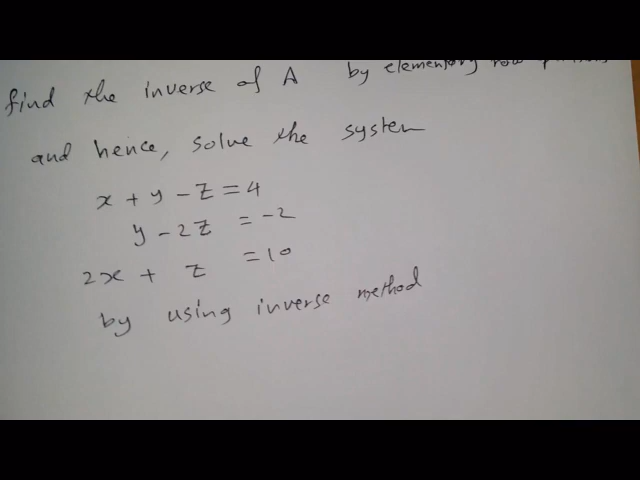 find the inverse of A by elementary row
and hence, solve the system
x + y - z = 4
y - 2z = -2
2x + z = 10
by using inverse method